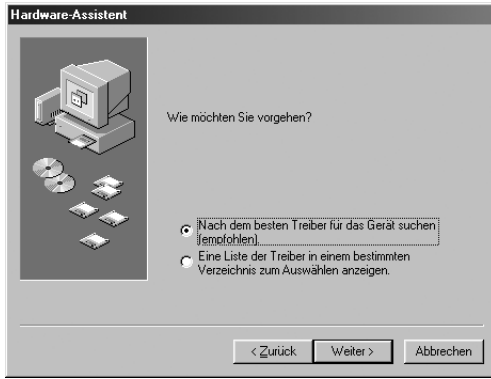 Hardware-Assistent
Wie möchten Sie vorgehen?
Nach dem besten Treiber für das Gerät suchen
(empfohlen).
Eine Liste der Treiber in einem bestimmten
Verzeichnis zum Auswählen anzeigen.
< Zurück Weiter > Abbrechen